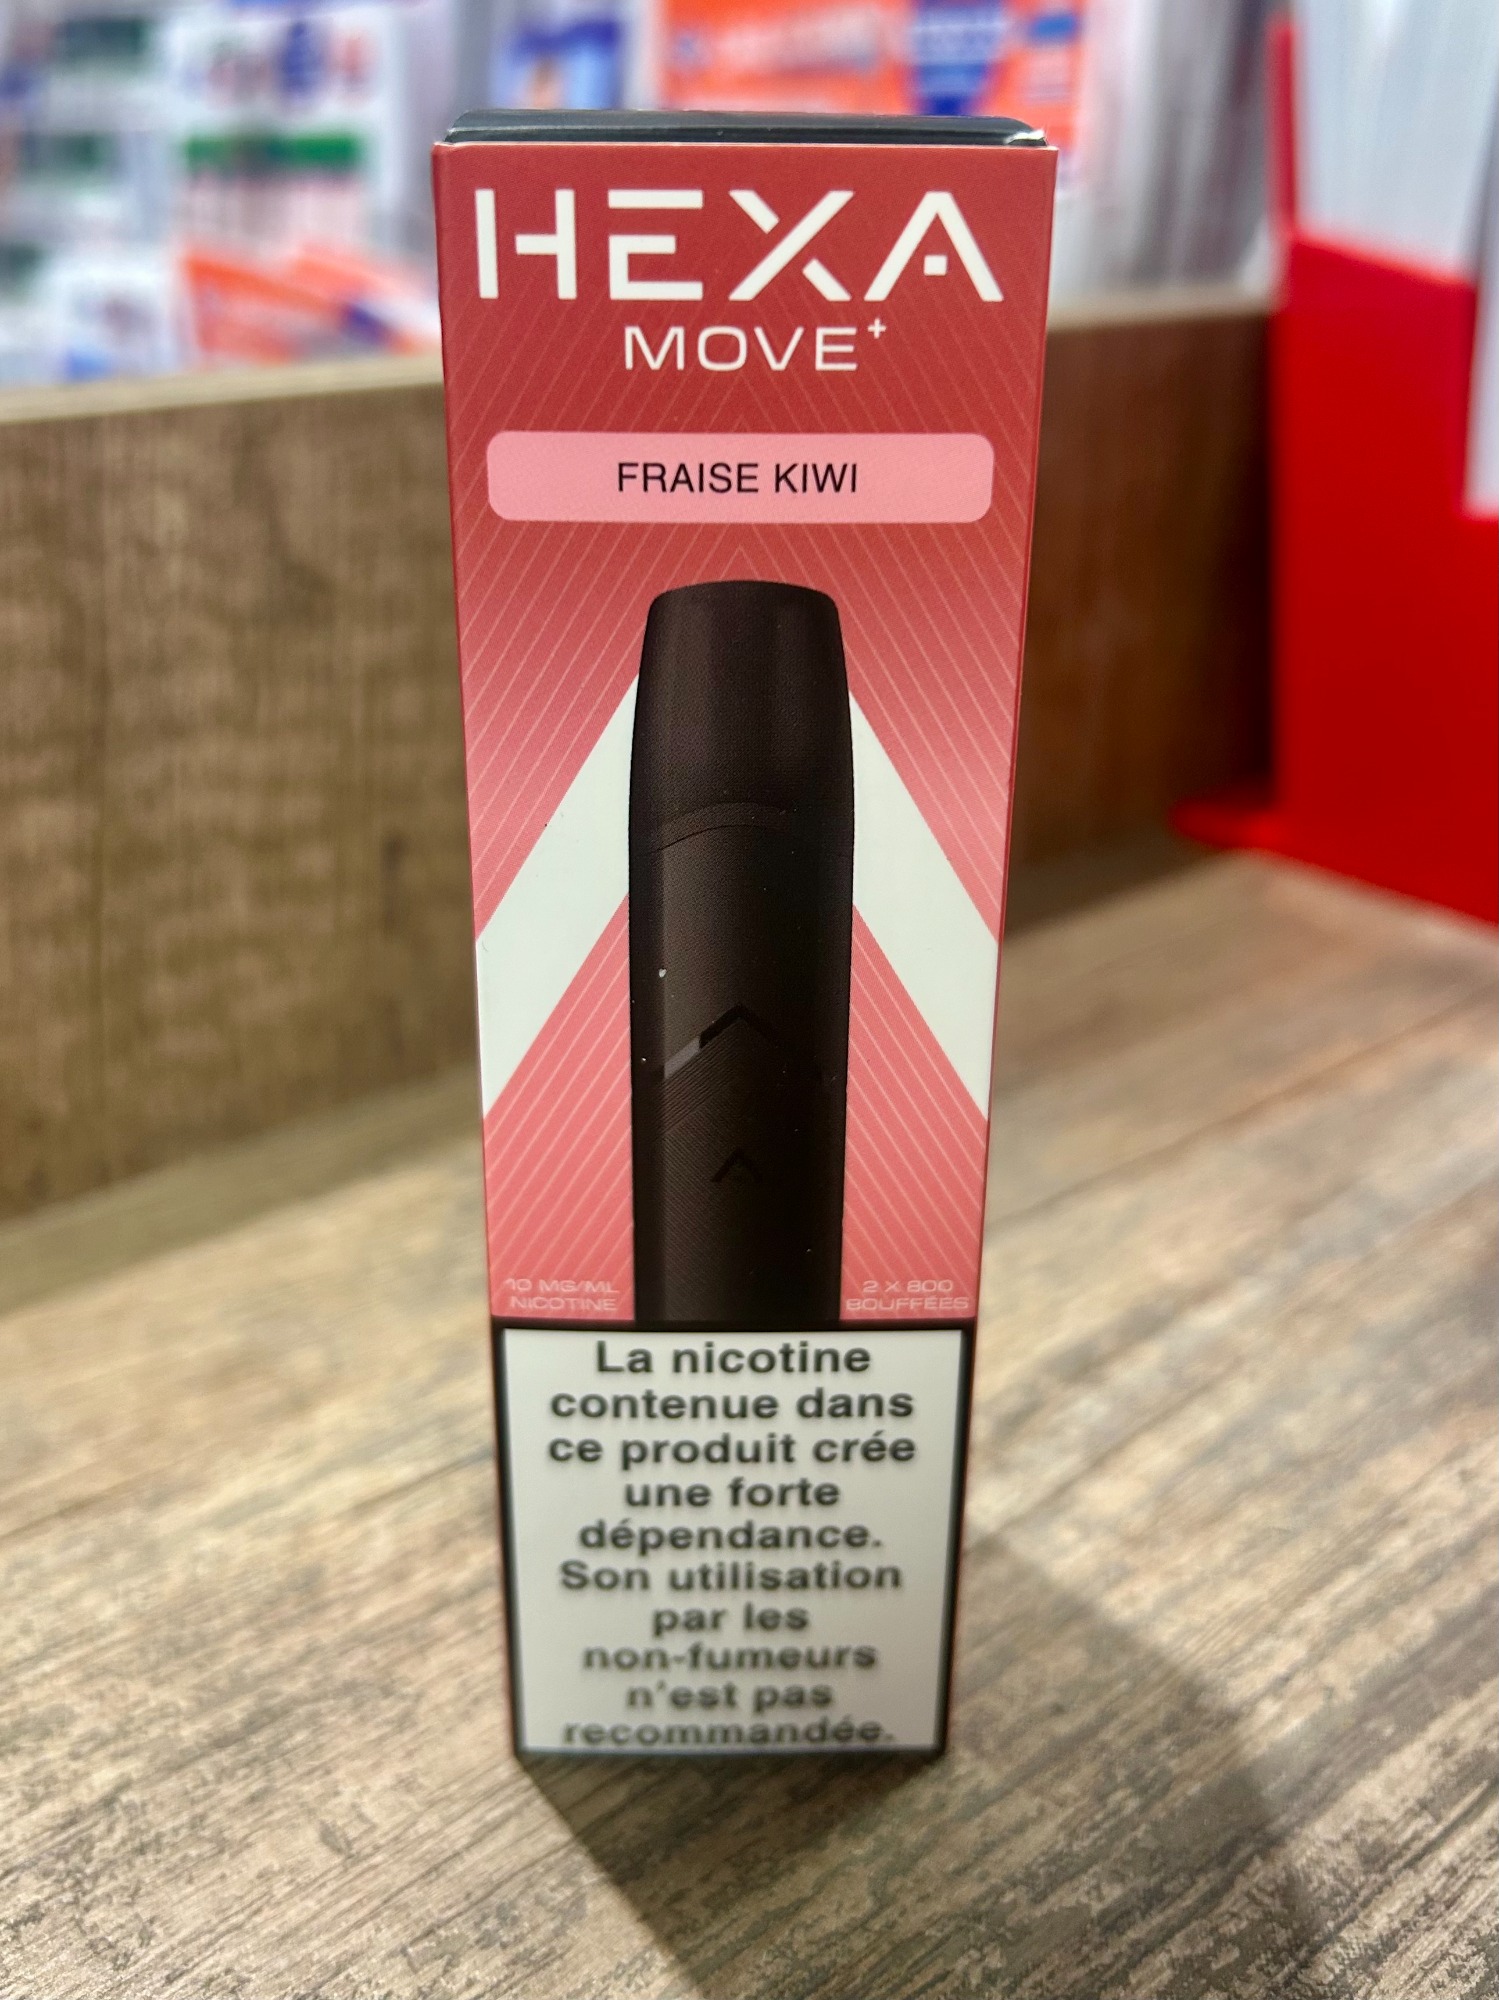 HEXA
MOVE+
FRAISE KIWI
10 MG/ML
NICOTINE
2 X 800
BOUFFÉES
La nicotine
contenue dans
ce produit crée
une forte
dépendance.
Son utilisation
par les
non-fumeurs
n'est pas
recommandée.